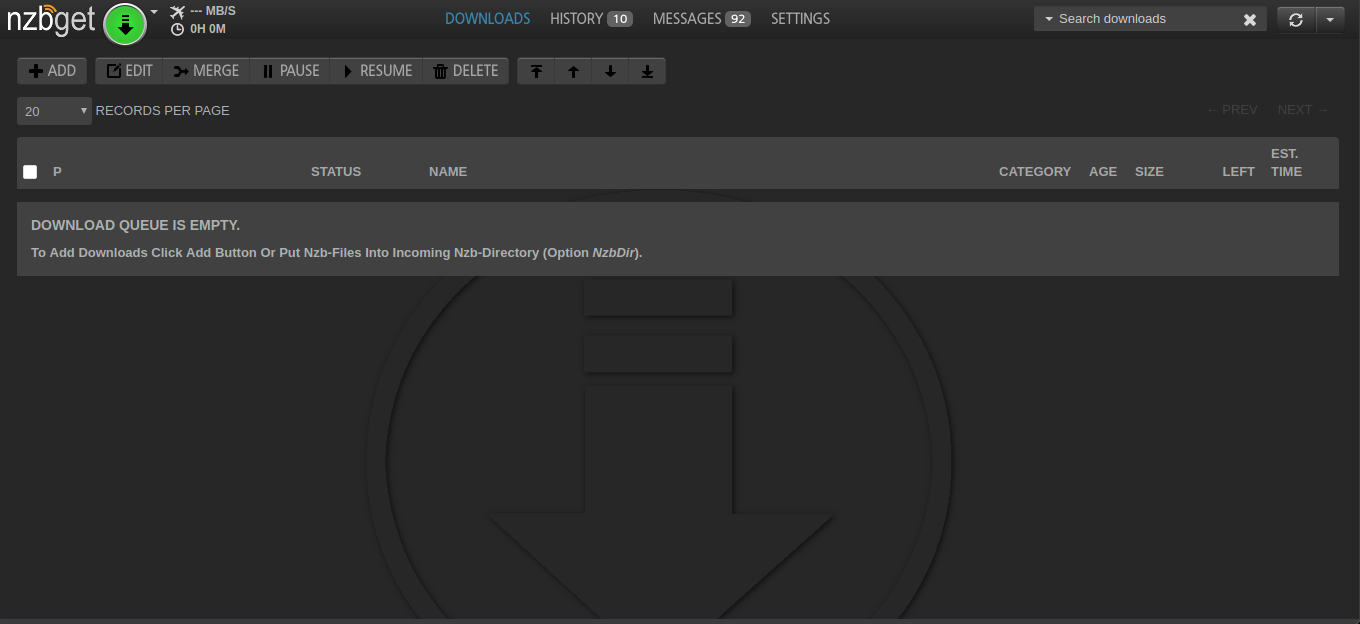 nzbget
--- MB/S
0H 0M
DOWNLOADS HISTORY 10 MESSAGES 92 SETTINGS
Search downloads
ADD EDIT MERGE PAUSE RESUME DELETE
20 RECORDS PER PAGE
← PREV NEXT →
P STATUS NAME CATEGORY AGE SIZE LEFT EST. TIME
DOWNLOAD QUEUE IS EMPTY.
To Add Downloads Click Add Button Or Put Nzb-Files Into Incoming Nzb-Directory (Option NzbDir).